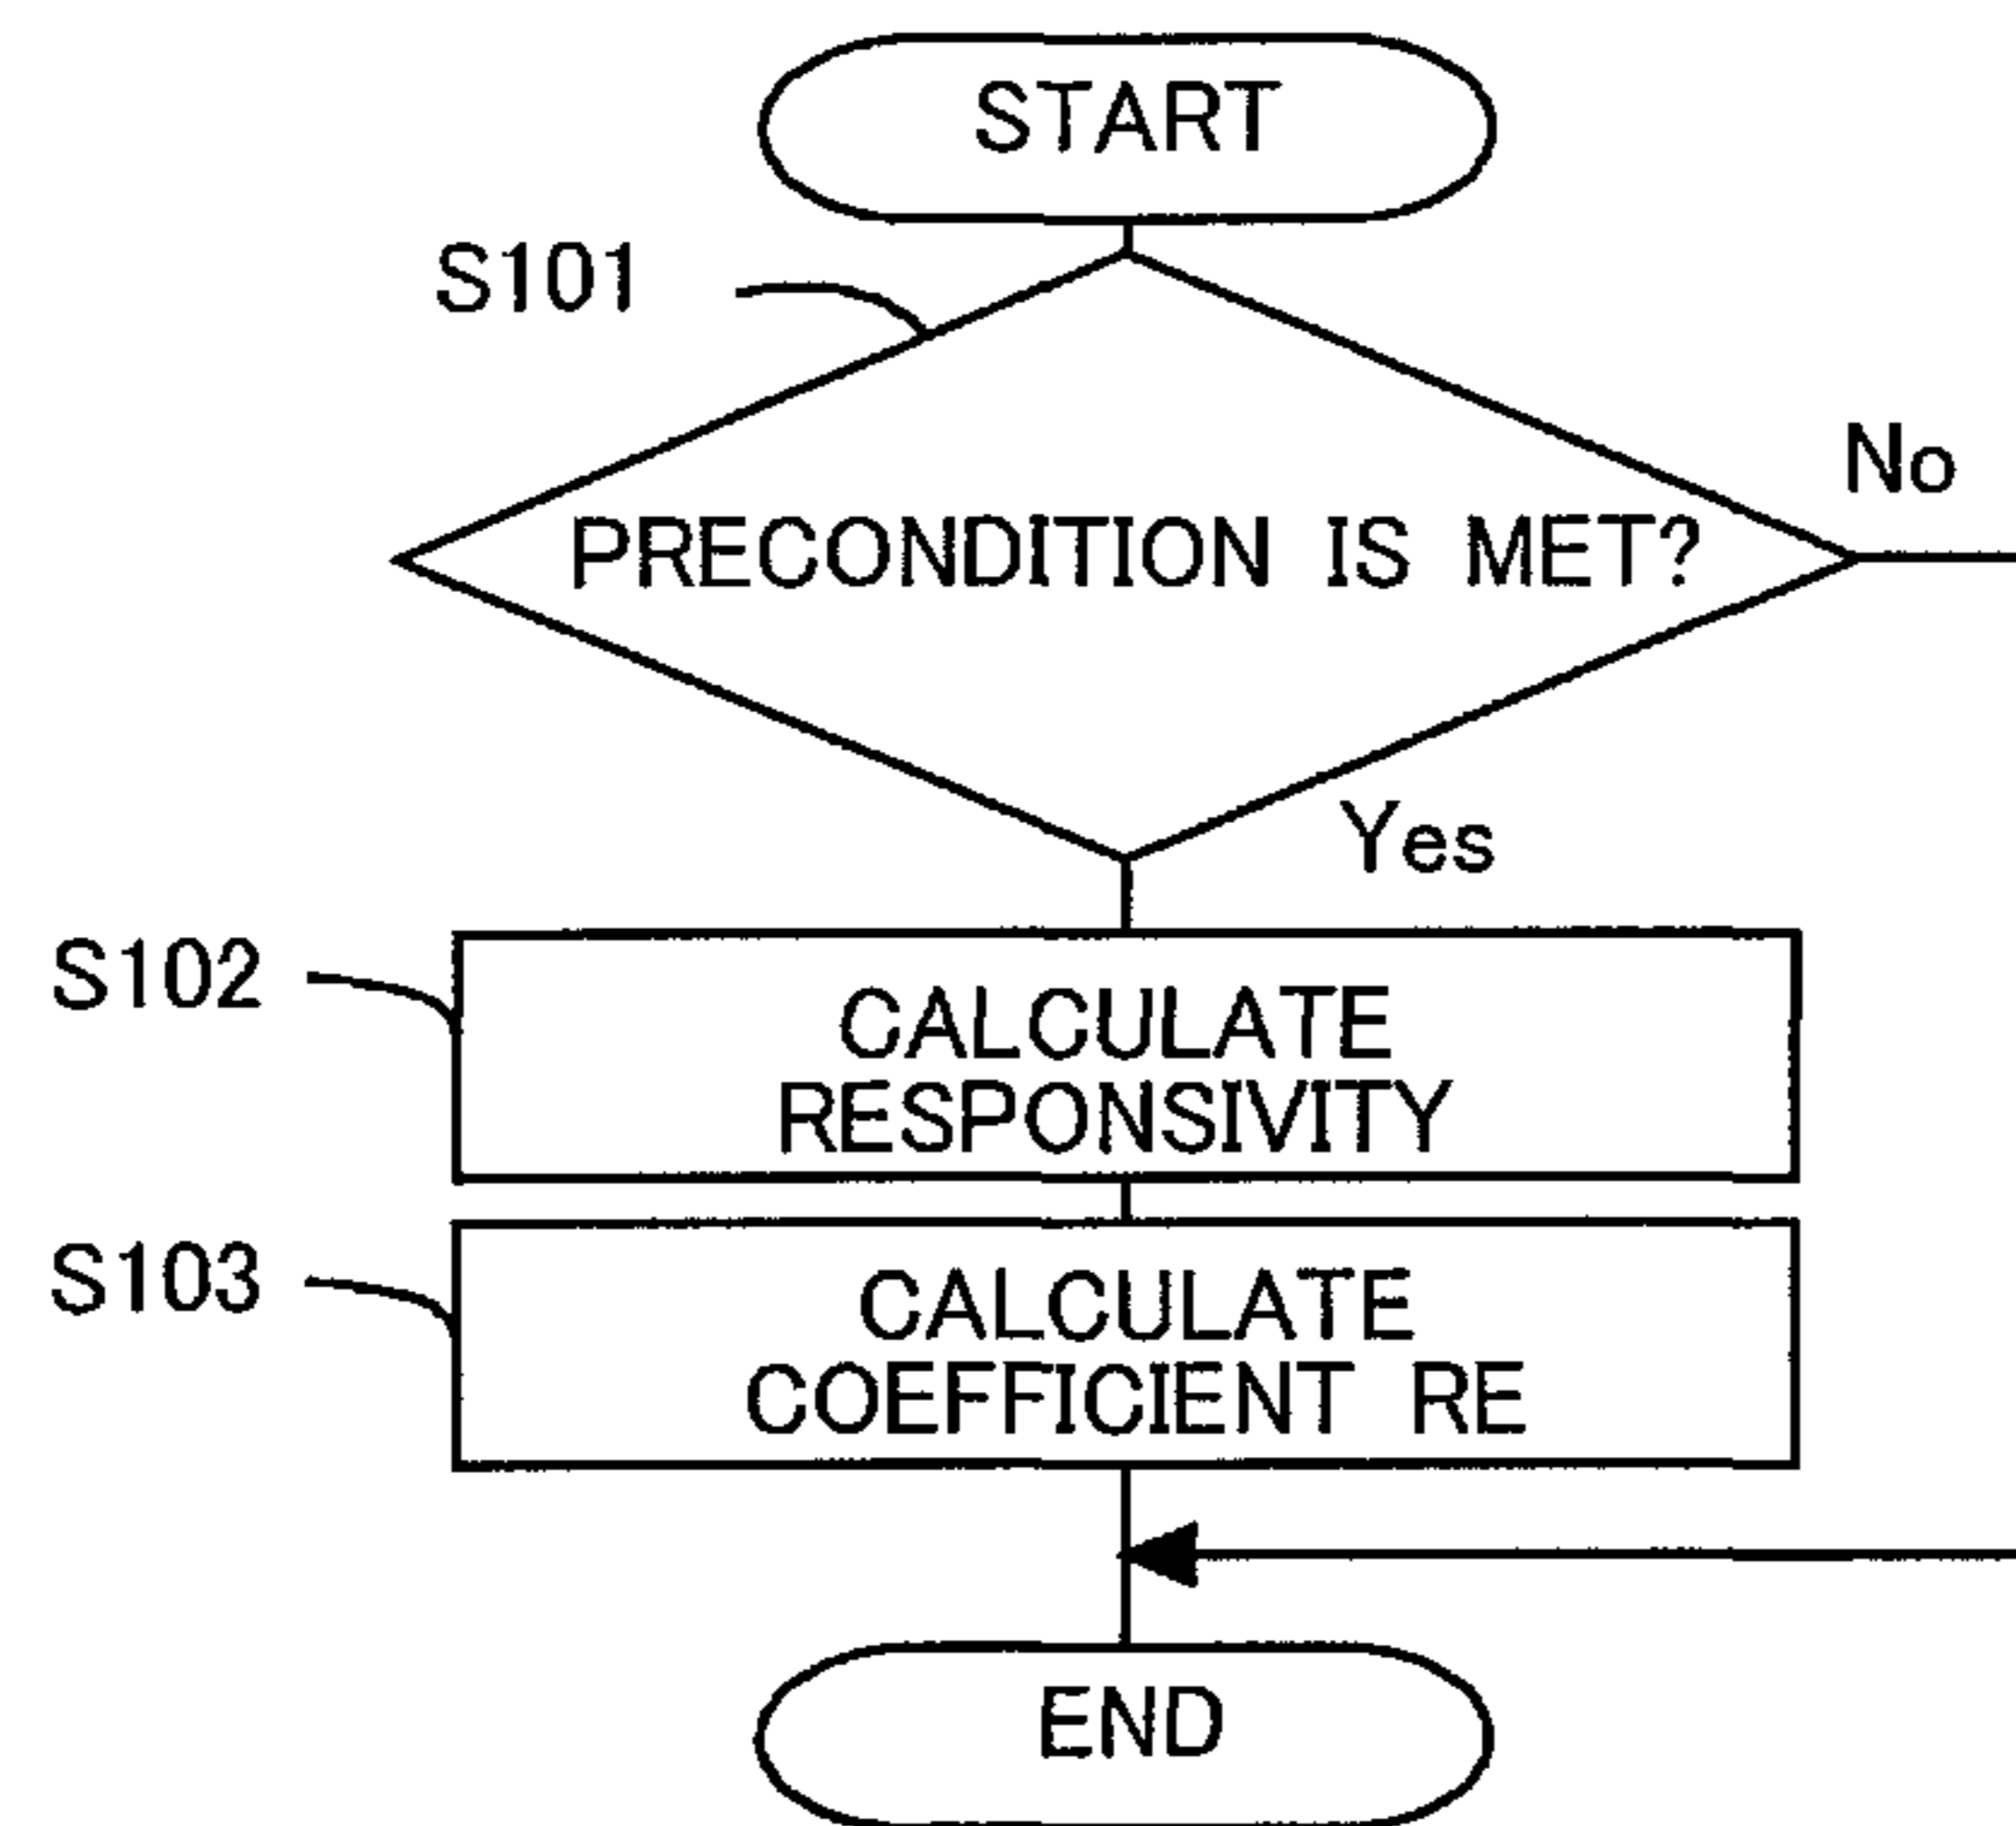 START
S101
No
PRECONDITION IS MET?
Yes
S102
CALCULATE
RESPONSIVITY
S103
CALCULATE
COEFFICIENT RE
END